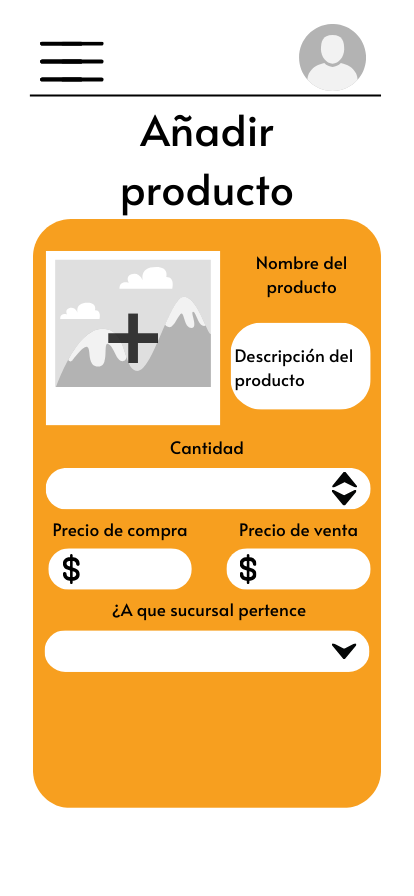 Añadir
producto
Nombre del
producto
Descripción del
producto
Cantidad
Precio de compra
Precio de venta
$
$
¿A que sucursal pertence